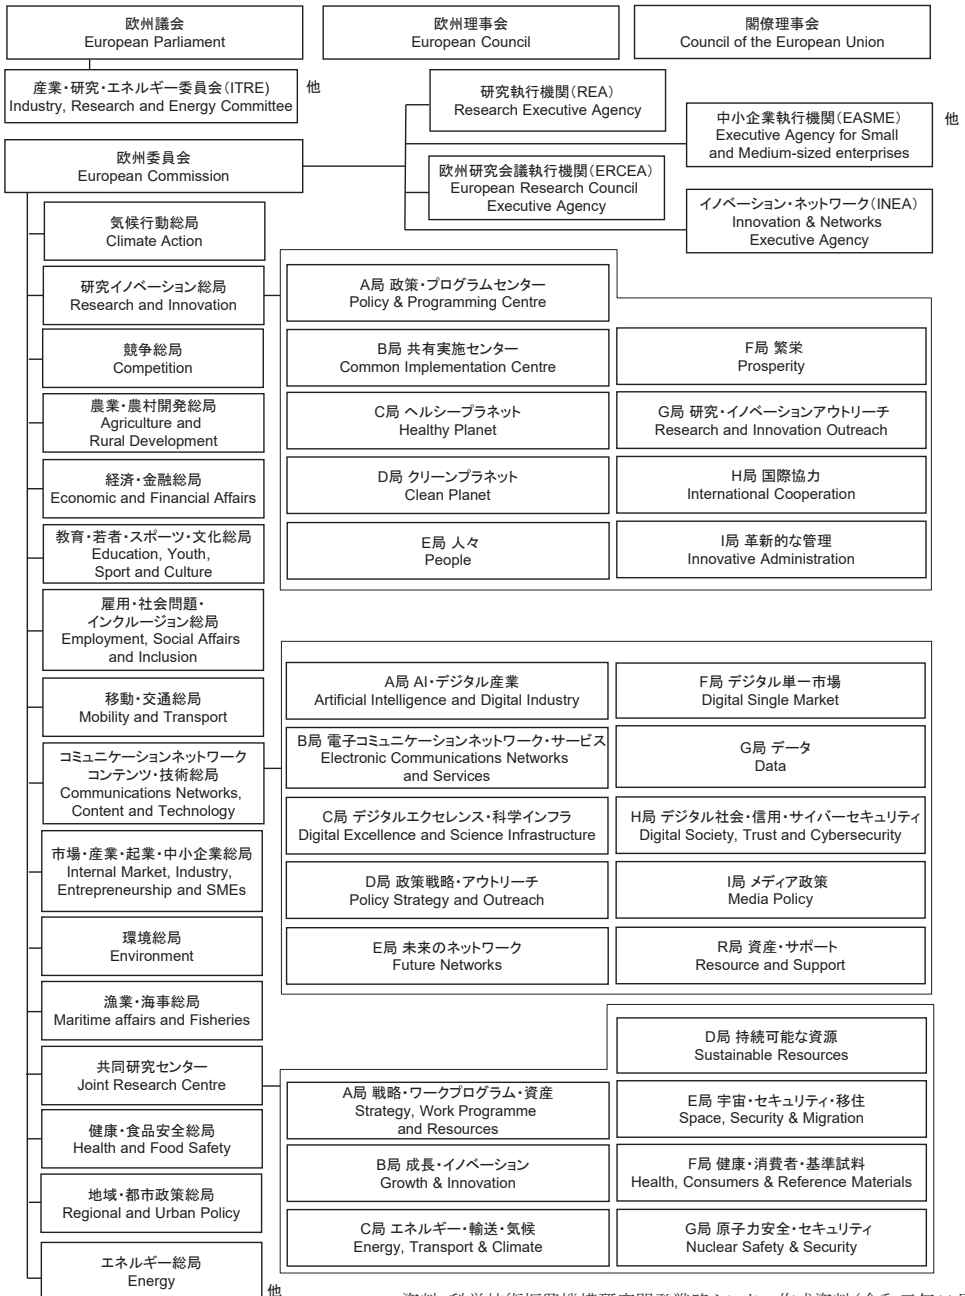 欧州議会
European Parliament
欧州理事会
European Council
閣僚理事会
Council of the European Union
産業・研究・エネルギー委員会(ITRE)
Industry, Research and Energy Committee
他
研究執行機関(REA)
Research Executive Agency
中小企業執行機関(EASME)
Executive Agency for Small
and Medium-sized enterprises
他
欧州委員会
European Commission
欧州研究会議執行機関(ERCEA)
European Research Council
Executive Agency
イノベーション・ネットワーク(INEA)
Innovation & Networks
Executive Agency
気候行動総局
Climate Action
研究イノベーション総局
Research and Innovation
競争総局
Competition
農業・農村開発総局
Agriculture and
Rural Development
経済・金融総局
Economic and Financial Affairs
教育・若者・スポーツ・文化総局
Education, Youth,
Sport and Culture
雇用・社会問題・
インクルージョン総局
Employment, Social Affairs
and Inclusion
移動・交通総局
Mobility and Transport
コミュニケーションネットワーク
コンテンツ・技術総局
Communications Networks,
Content and Technology
市場・産業・起業・中小企業総局
Internal Market, Industry,
Entrepreneurship and SMEs
環境総局
Environment
漁業・海事総局
Maritime affairs and Fisheries
共同研究センター
Joint Research Centre
健康・食品安全総局
Health and Food Safety
地域・都市政策総局
Regional and Urban Policy
エネルギー総局
Energy
他
A局 政策・プログラムセンター
Policy & Programming Centre
B局 共有実施センター
Common Implementation Centre
C局 ヘルシープラネット
Healthy Planet
D局 クリーンプラネット
Clean Planet
E局 人々
People
F局 繁栄
Prosperity
G局 研究・イノベーションアウトリーチ
Research and Innovation Outreach
H局 国際協力
International Cooperation
I局 革新的な管理
Innovative Administration
A局 AI・デジタル産業
Artificial Intelligence and Digital Industry
B局 電子コミュニケーションネットワーク・サービス
Electronic Communications Networks
and Services
C局 デジタルエクセレンス・科学インフラ
Digital Excellence and Science Infrastructure
D局 政策戦略・アウトリーチ
Policy Strategy and Outreach
E局 未来のネットワーク
Future Networks
F局 デジタル単一市場
Digital Single Market
G局 データ
Data
H局 デジタル社会・信用・サイバーセキュリティ
Digital Society, Trust and Cybersecurity
I局 メディア政策
Media Policy
R局 資産・サポート
Resource and Support
A局 戦略・ワークプログラム・資産
Strategy, Work Programme
and Resources
B局 成長・イノベーション
Growth & Innovation
C局 エネルギー・輸送・気候
Energy, Transport & Climate
D局 持続可能な資源
Sustainable Resources
E局 宇宙・セキュリティ・移住
Space, Security & Migration
F局 健康・消費者・基準試料
Health, Consumers & Reference Materials
G局 原子力安全・セキュリティ
Nuclear Safety & Security